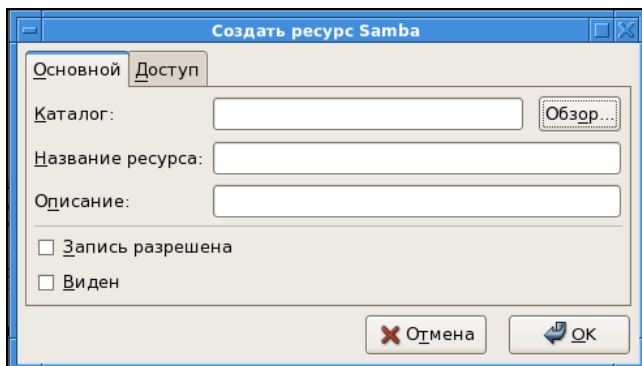 Создать ресурс Samba
Основной Доступ
Каталог: Обзор...
Название ресурса:
Описание:
Запись разрешена
Виден
Отмена OK